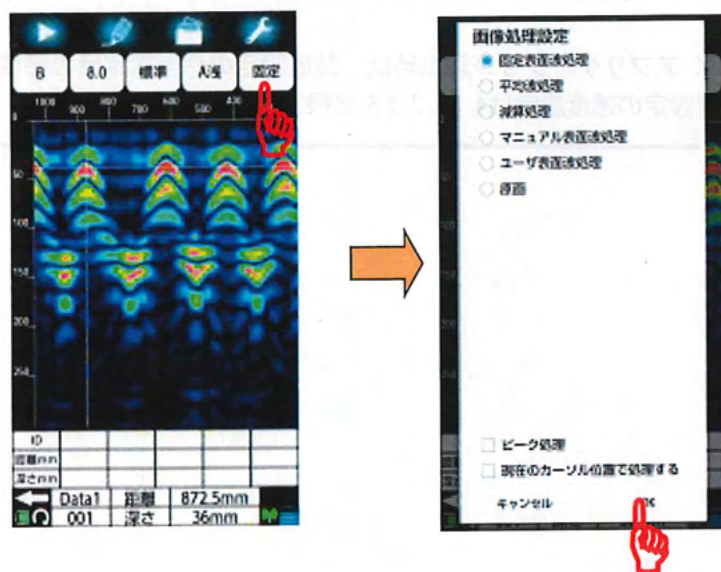 B 8.0 標準 A浅 固定
1000 900 800 700 600 500 400
0
50
100
150
200
250
ID
距離mm
深さmm
Data1 距離 872.5mm
001 深さ 36mm
画像処理設定
固定表面波処理
平均波処理
減算処理
マニュアル表面波処理
ユーザ表面波処理
原画
ピーク処理
現在のカーソル位置で処理する
キャンセル